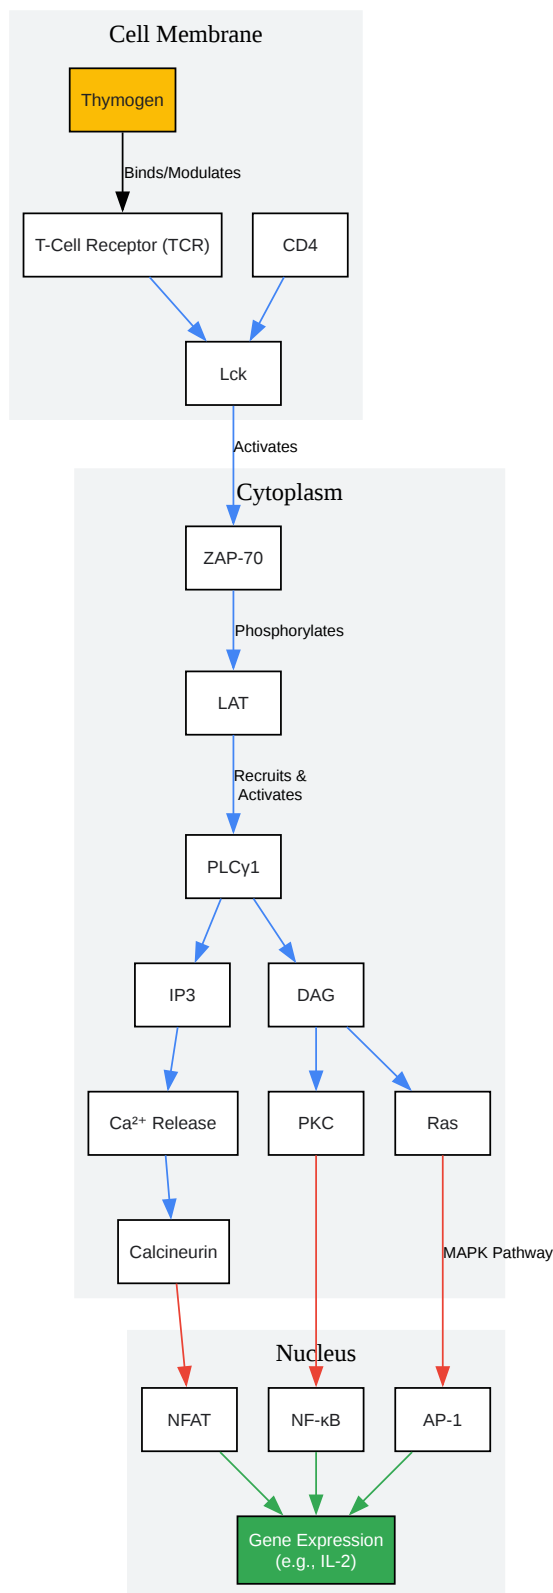 Cell Membrane
Thymogen
Binds/Modulates
T-Cell Receptor (TCR)
CD4
Lck
Activates
Cytoplasm
ZAP-70
Phosphorylates
LAT
Recruits &
Activates
PLCγ1
IP3
DAG
Ca²⁺ Release
PKC
Ras
Calcineurin
MAPK Pathway
Nucleus
NFAT
NF-κB
AP-1
Gene Expression
(e.g., IL-2)